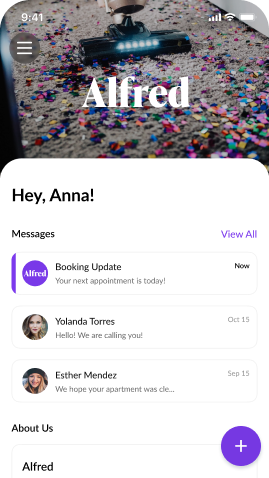 9:41
Alfred
Hey, Anna!
Messages
View All
Alfred
Booking Update
Now
Your next appointment is today!
Yolanda Torres
Oct 15
Hello! We are calling you!
Esther Mendez
Sep 15
We hope your apartment was cle...
About Us
Alfred